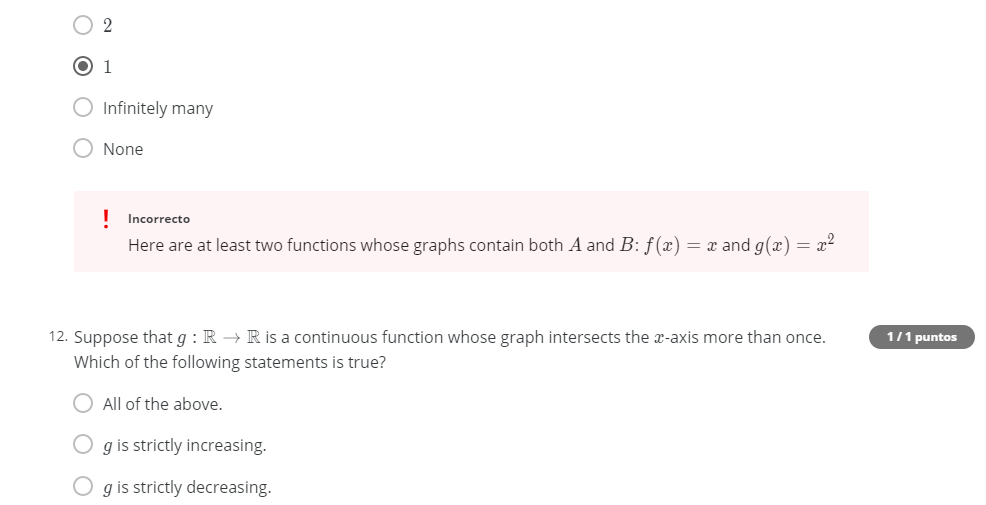 2
1
Infinitely many
None
! Incorrecto
Here are at least two functions whose graphs contain both A and B: f(x) = x and g(x) = x²
12. Suppose that g : ℝ → ℝ is a continuous function whose graph intersects the x-axis more than once. 1 / 1 puntos
Which of the following statements is true?
All of the above.
g is strictly increasing.
g is strictly decreasing.